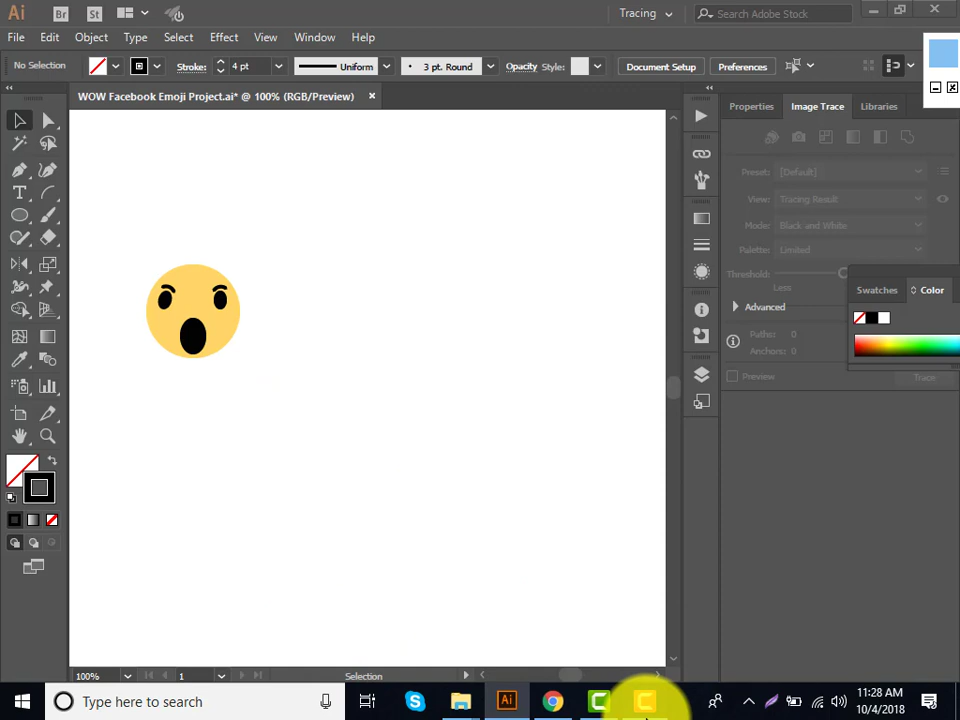 Ai Br St Tracing Search Adobe Stock
File Edit Object Type Select Effect View Window Help
No Selection Stroke: 4 pt Uniform 3 pt. Round Opacity Style: Document Setup Preferences
WOW Facebook Emoji Project.ai* @ 100% (RGB/Preview) ×
Properties Image Trace Libraries
Preset: [Default]
View: Tracing Result
Mode: Black and White
Palette: Limited
Threshold:
Less
Swatches Color
Advanced
Paths: 0
Anchors: 0
Preview Trace
100% 1 Selection
Type here to search
Ai
11:28 AM
10/4/2018